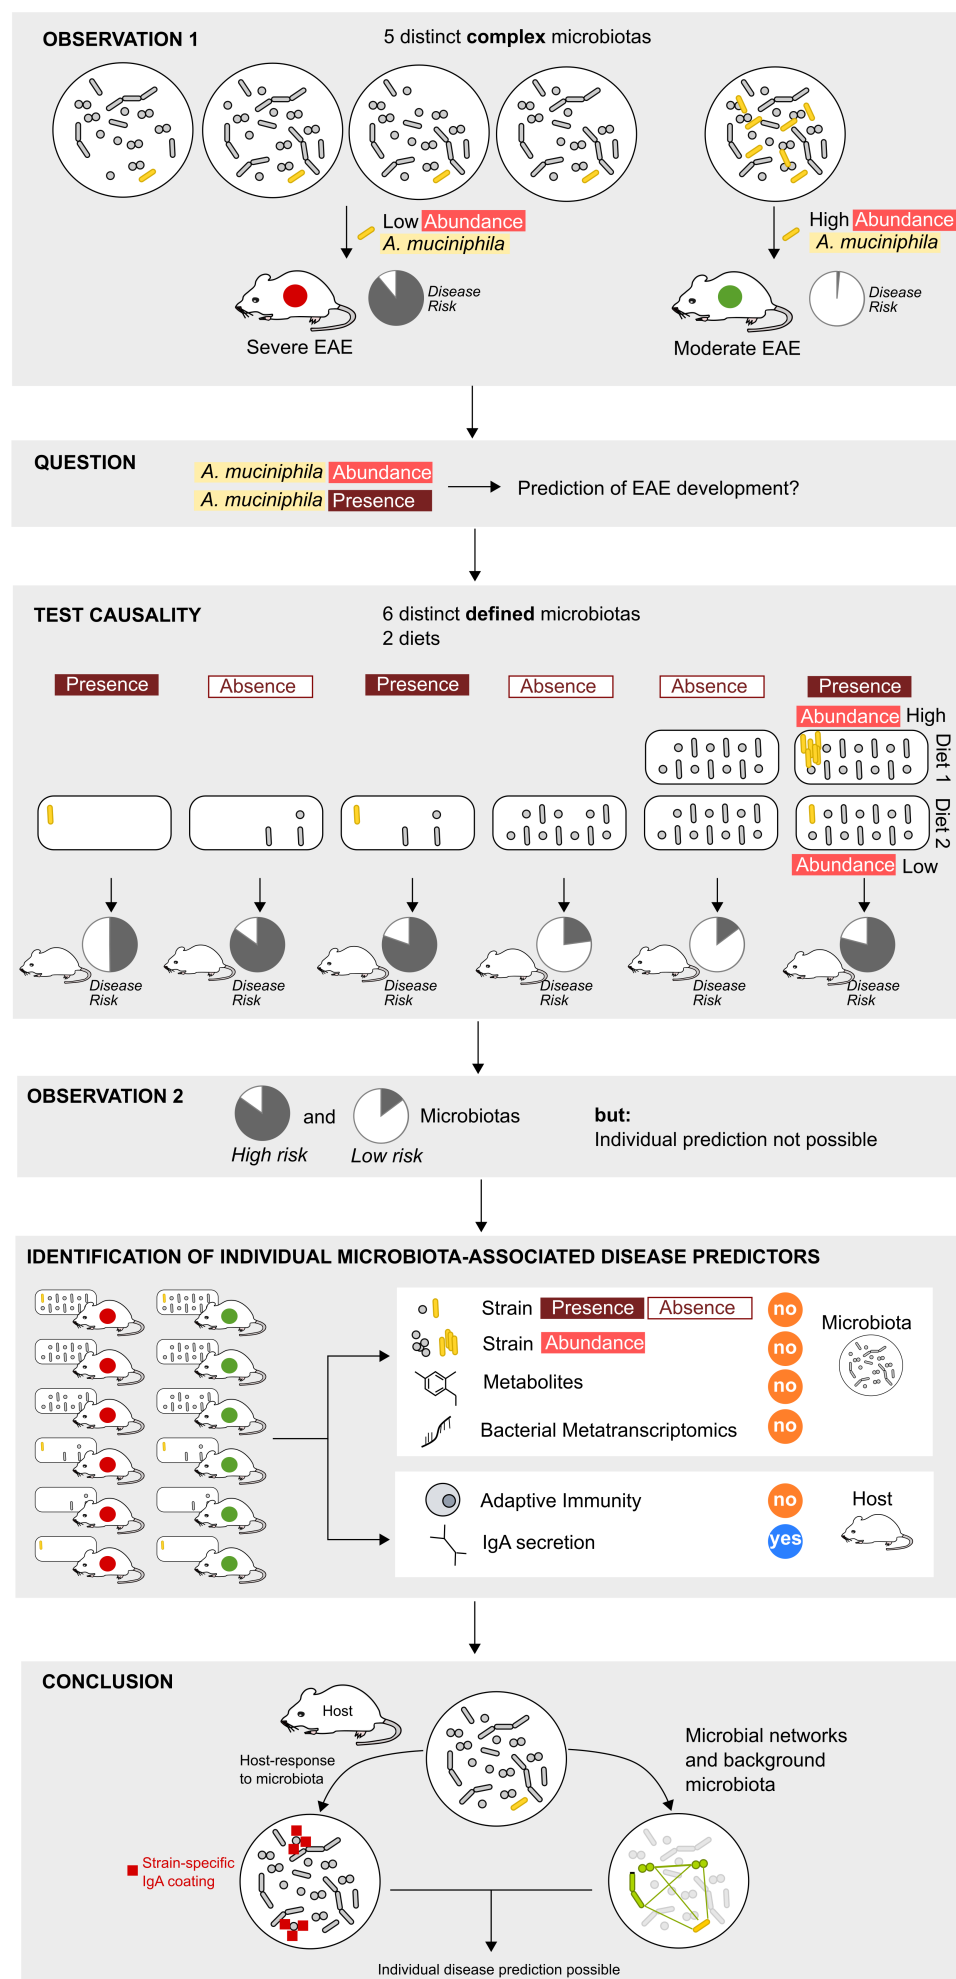 OBSERVATION 1
5 distinct complex microbiotas
Low Abundance
A. muciniphila
High Abundance
A. muciniphila
Disease
Risk
Disease
Risk
Severe EAE
Moderate EAE
QUESTION
A. muciniphila Abundance
A. muciniphila Presence
Prediction of EAE development?
TEST CAUSALITY
6 distinct defined microbiotas
2 diets
Presence
Absence
Presence
Absence
Absence
Presence
Abundance High
Diet 1
Diet 2
Abundance Low
Disease
Risk
Disease
Risk
Disease
Risk
Disease
Risk
Disease
Risk
Disease
Risk
OBSERVATION 2
and
Microbiotas
High risk
Low risk
but:
Individual prediction not possible
IDENTIFICATION OF INDIVIDUAL MICROBIOTA-ASSOCIATED DISEASE PREDICTORS
Strain Presence Absence no
Strain Abundance no
Metabolites no
Bacterial Metatranscriptomics no
Microbiota
Adaptive Immunity no
IgA secretion yes
Host
CONCLUSION
Host
Host-response
to microbiota
Microbial networks
and background
microbiota
Strain-specific
IgA coating
Individual disease prediction possible